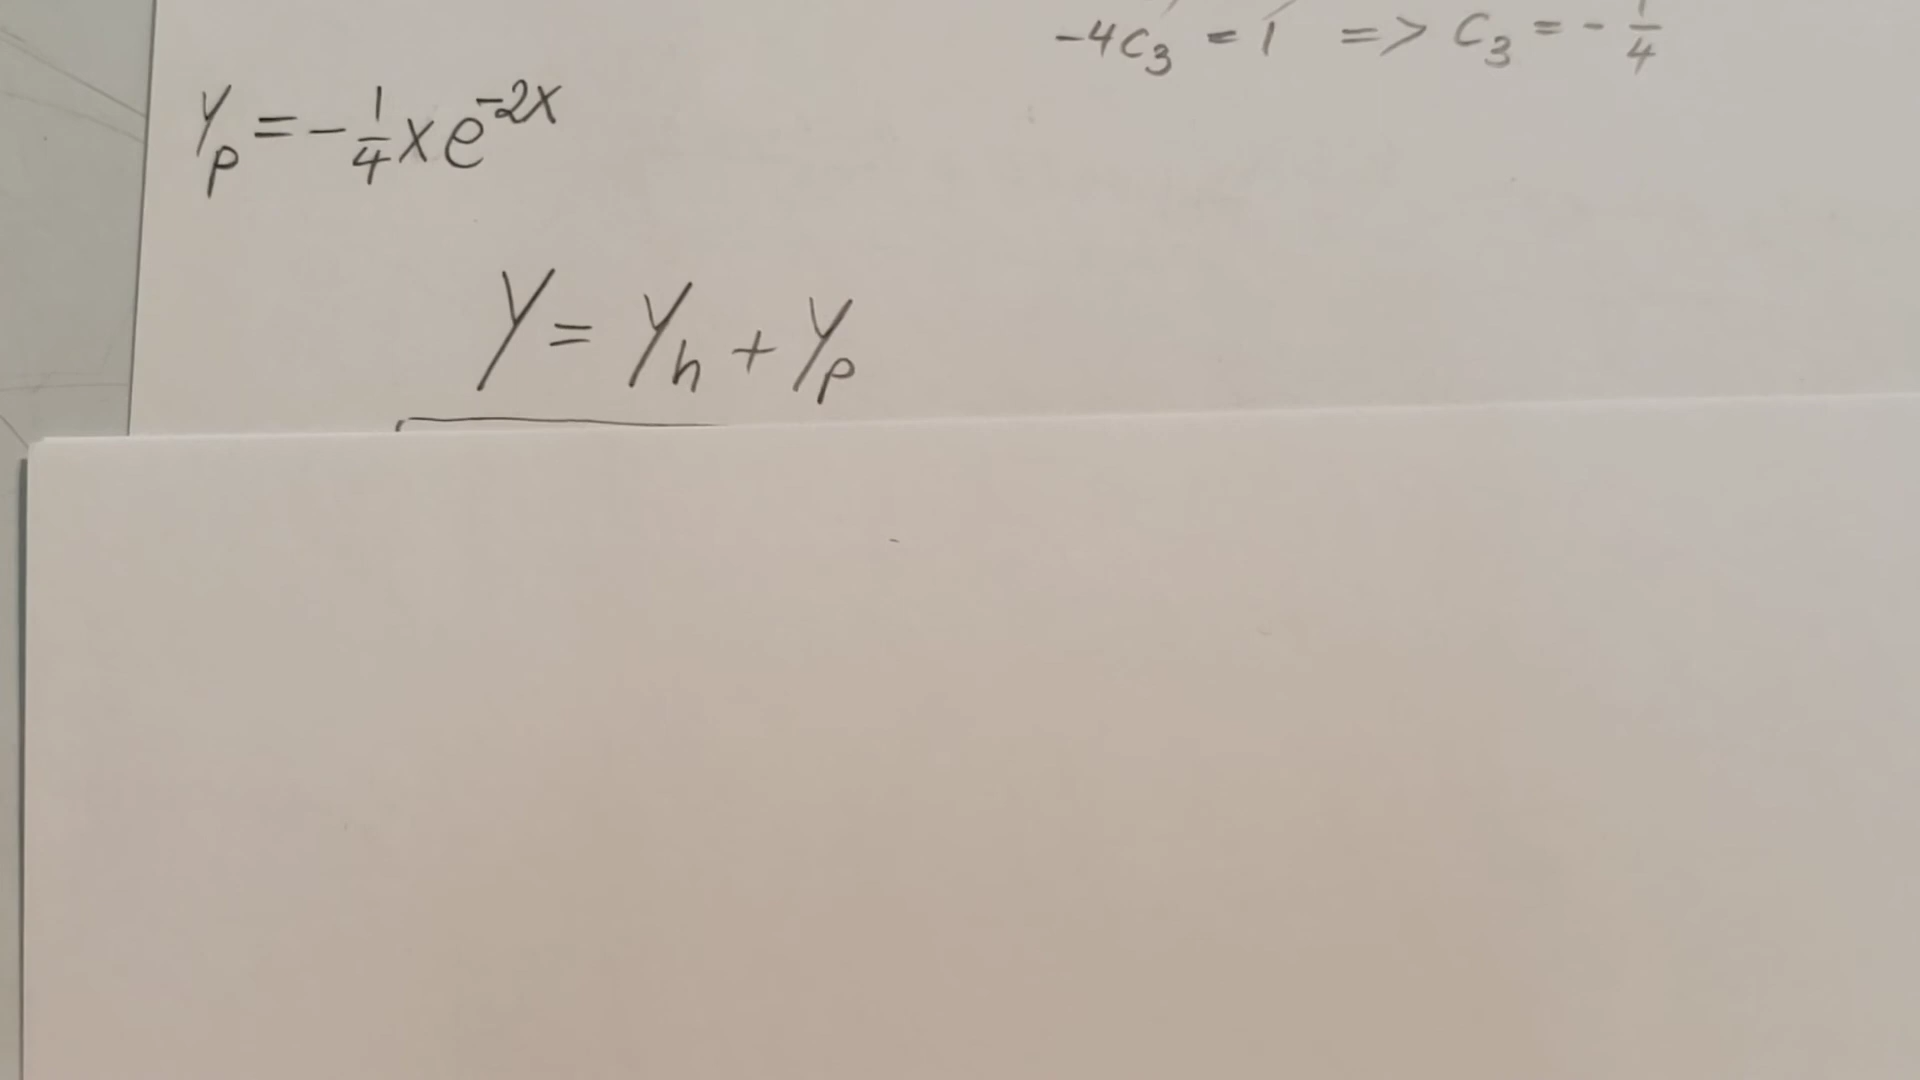 -4c₃ = 1 => c₃ = - 1/4
yₚ = - 1/4 x e^(-2x)
y = yₕ + yₚ